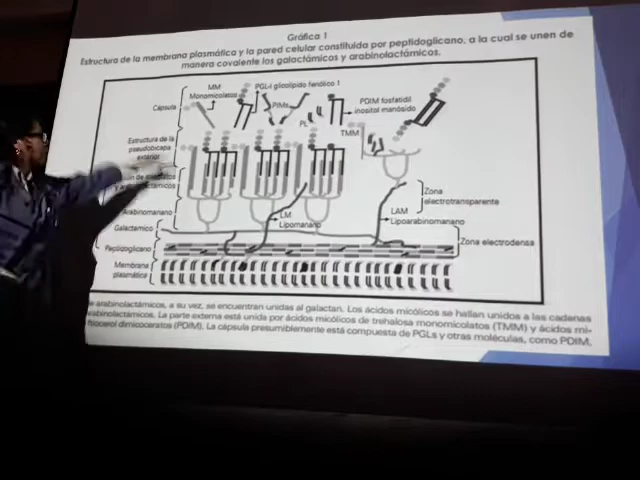 Gráfica 1
Estructura de la membrana plasmática y la pared celular constituida por peptidoglicano, a la cual se unen de
manera covalente los galactámicos y arabinolactámicos.
MM
Monomicolatos
PGL-I glicolípido fenólico 1
Cápsula
PIMs
PL
PDIM fosfatidil
inositol manósido
TMM
Estructura de la
pseudobicapa
externa
Arabinomanano
Galactámico
Peptidoglicano
Membrana
plasmática
LM
Lipomanano
LAM
Lipoarabinomanano
Zona
electrotransparente
Zona electrodensa
arabinolactámicos, a su vez, se encuentran unidas al galactan. Los ácidos micólicos se hallan unidos a las cadenas
arabinolactámicos. La parte externa está unida por ácidos micólicos de trehalosa monomicolatos (TMM) y ácidos mi-
dimicoceratos (PDIM). La cápsula presumiblemente está compuesta de PGLs y otras moléculas, como PDIM,